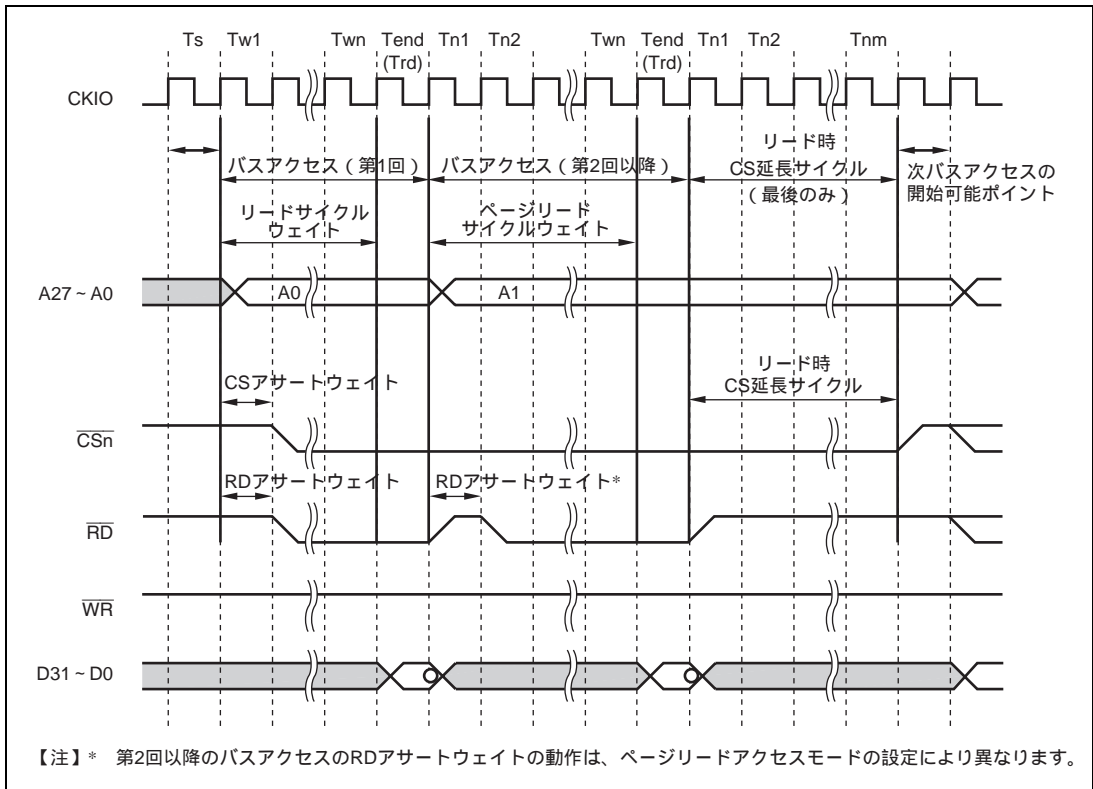 Ts Tw1 Twn Tend Tn1 Tn2 Twn Tend Tn1 Tn2 Tnm
(Trd) (Trd)
CKIO
バスアクセス（第1回）
バスアクセス（第2回以降）
リード時
CS延長サイクル
（最後のみ）
次バスアクセスの
開始可能ポイント
リードサイクル
ウェイト
ページリード
サイクルウェイト
A27 ~ A0
A0
A1
CSアサートウェイト
リード時
CS延長サイクル
CSn
RDアサートウェイト
RDアサートウェイト*
RD
WR
D31 ~ D0
【注】* 第2回以降のバスアクセスのRDアサートウェイトの動作は、ページリードアクセスモードの設定により異なります。